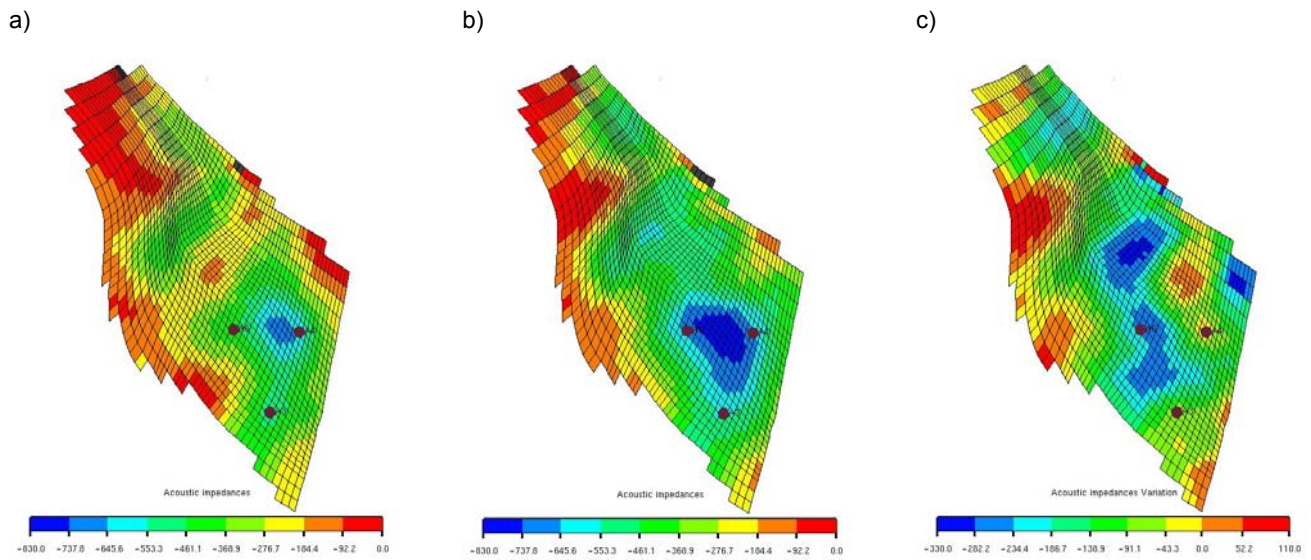 a)
b)
c)
Acoustic impedances
-830.0 -737.8 -645.6 -553.3 -461.1 -368.9 -276.7 -184.4 -92.2 0.0
Acoustic impedances
-830.0 -737.8 -645.6 -553.3 -461.1 -368.9 -276.7 -184.4 -92.2 0.0
Acoustic impedances Variation
-330.0 -282.2 -234.4 -186.7 -138.9 -91.1 -43.3 0.0 52.2 110.0